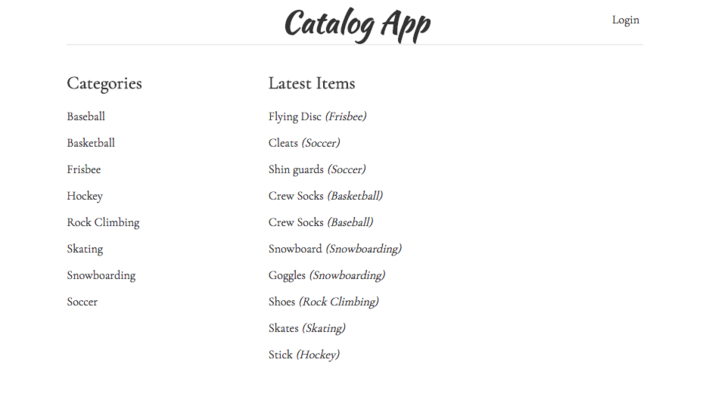 Catalog App
Login
Categories
Baseball
Basketball
Frisbee
Hockey
Rock Climbing
Skating
Snowboarding
Soccer
Latest Items
Flying Disc (Frisbee)
Cleats (Soccer)
Shin guards (Soccer)
Crew Socks (Basketball)
Crew Socks (Baseball)
Snowboard (Snowboarding)
Goggles (Snowboarding)
Shoes (Rock Climbing)
Skates (Skating)
Stick (Hockey)